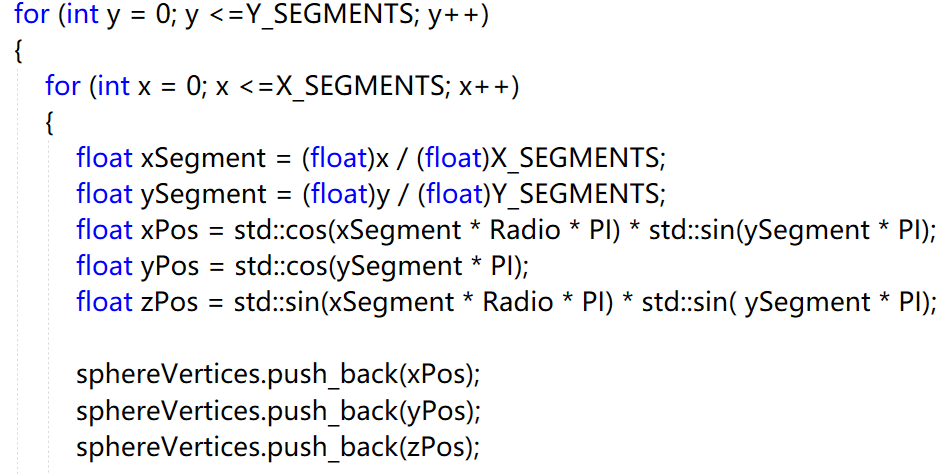 for (int y = 0; y <=Y_SEGMENTS; y++)
{
for (int x = 0; x <=X_SEGMENTS; x++)
{
float xSegment = (float)x / (float)X_SEGMENTS;
float ySegment = (float)y / (float)Y_SEGMENTS;
float xPos = std::cos(xSegment * Radio * PI) * std::sin(ySegment * PI);
float yPos = std::cos(ySegment * PI);
float zPos = std::sin(xSegment * Radio * PI) * std::sin( ySegment * PI);
sphereVertices.push_back(xPos);
sphereVertices.push_back(yPos);
sphereVertices.push_back(zPos);